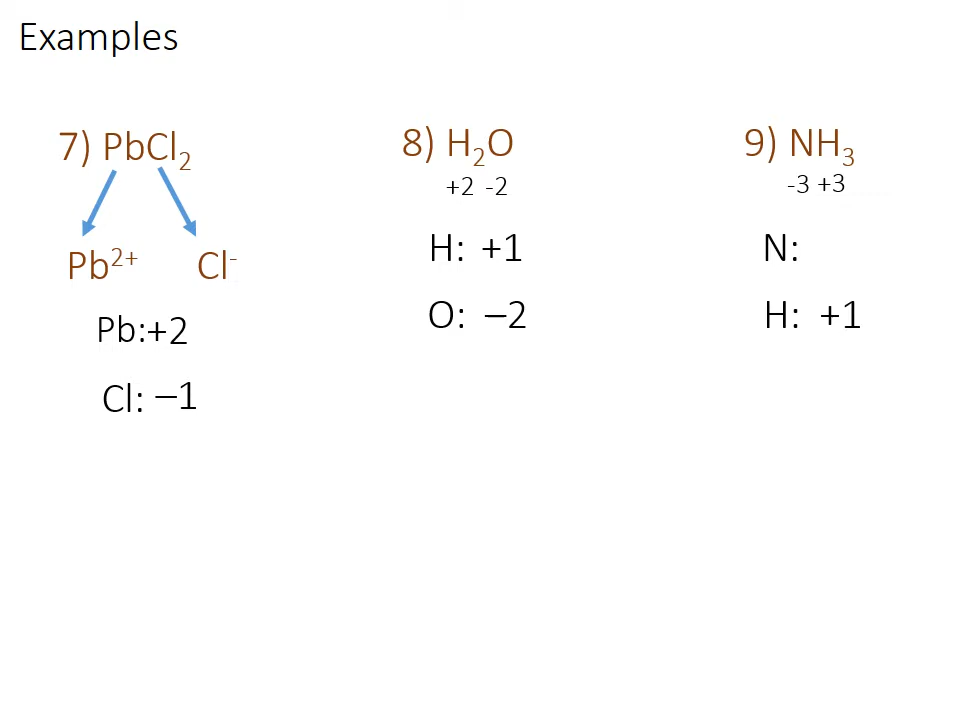 Examples
7) PbCl₂
Pb²⁺ Cl⁻
Pb:+2
Cl: –1
8) H₂O
+2 -2
H: +1
O: –2
9) NH₃
-3 +3
N:
H: +1